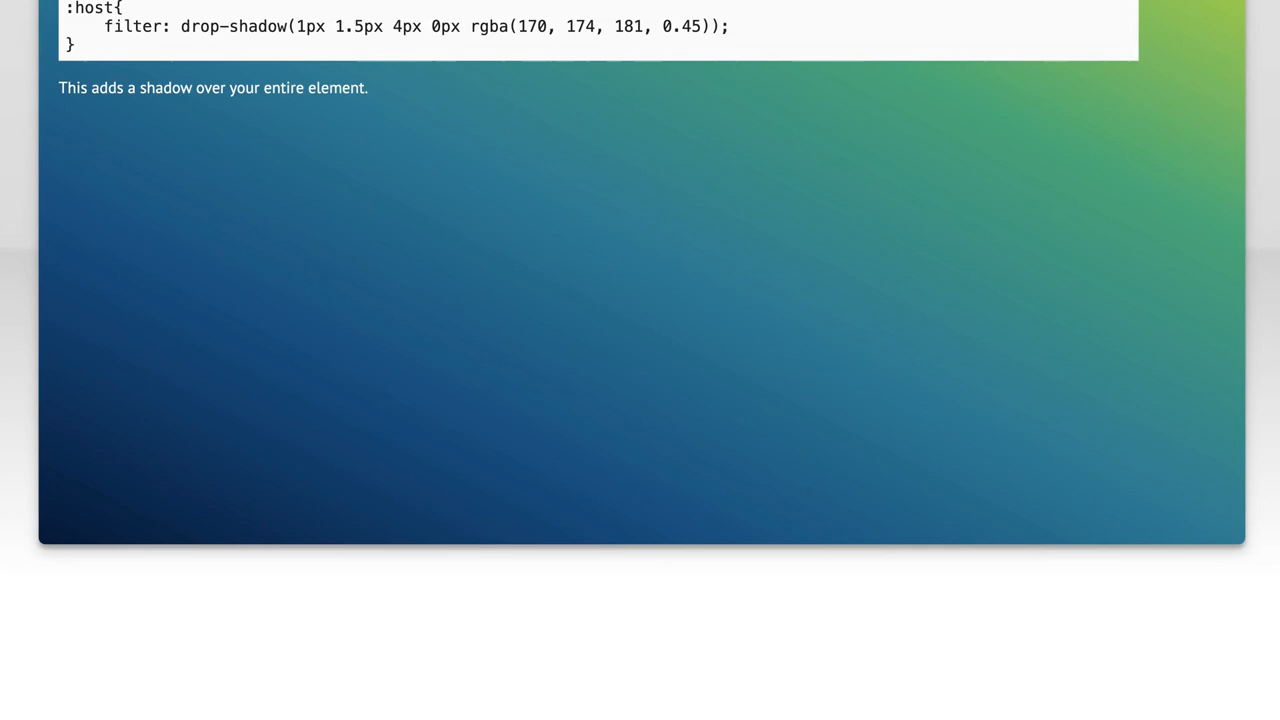 :host{
    filter: drop-shadow(1px 1.5px 4px 0px rgba(170, 174, 181, 0.45));
}
This adds a shadow over your entire element.